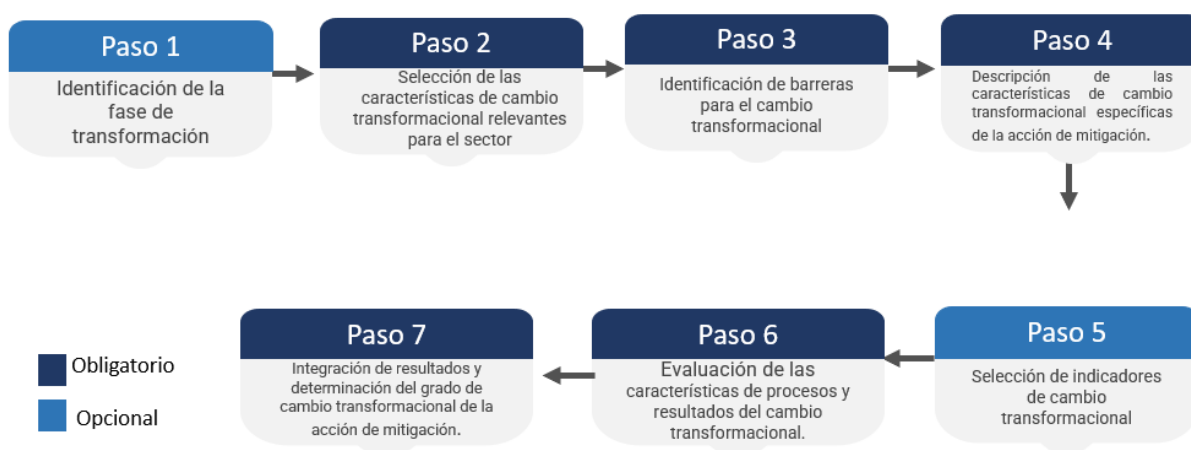 Paso 1
Identificación de la
fase de
transformación
Paso 2
Selección de las
características de cambio
transformacional relevantes
para el sector
Paso 3
Identificación de barreras
para el cambio
transformacional
Paso 4
Descripción de las
características de cambio
transformacional específicas
de la acción de mitigación.
Paso 5
Selección de indicadores
de cambio
transformacional
Paso 6
Evaluación de las
características de procesos y
resultados del cambio
transformacional.
Paso 7
Integración de resultados y
determinación del grado de
cambio transformacional de la
acción de mitigación.
Obligatorio
Opcional